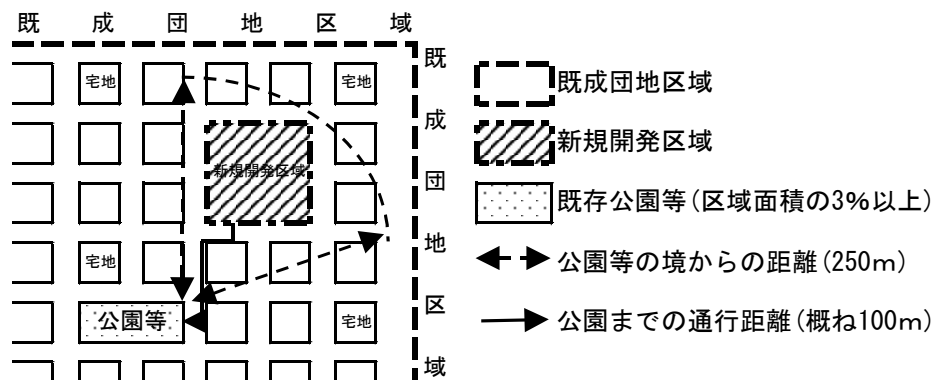 既成団地区域
既成団地区域
宅地
宅地
新規開発区域
宅地
公園等
宅地
既成団地区域
新規開発区域
既存公園等(区域面積の3%以上)
公園等の境からの距離(250m)
公園までの通行距離(概ね100m)